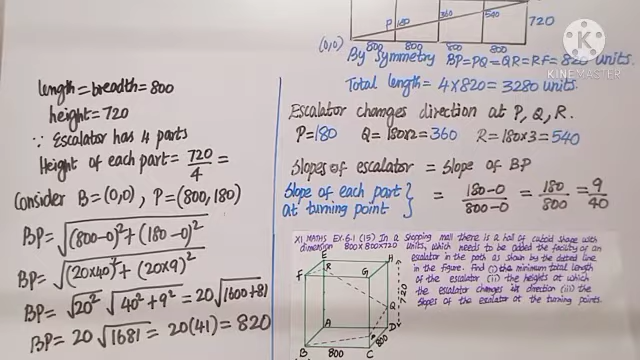 length=breadth=800
height=720
∵ Escalator has 4 parts
Height of each part = 720/4 =
Consider B=(0,0), P=(800,180)
BP=√((800-0)²+(180-0)²)
BP=√((20×40)²+(20×9)²)
BP=√20² √40²+9² = 20√1600+81
BP= 20√1681 = 20(41) = 820
P 180 360 540 720
(0,0) 800 800 800 800
KINEMASTER
By Symmetry BP=PQ=QR=RF= 820 units.
Total length = 4×820= 3280 units.
Escalator changes direction at P, Q, R.
P=180 Q=180×2=360 R=180×3=540
Slopes of escalator = Slope of BP
Slope of each part at turning point } = 180-0/800-0 = 180/800 = 9/40
XI MATHS EX-6.1 (15) In a shopping mall there is a hall of cuboid shape with
dimension 800×800×720 units, which needs to be added the facility of an
escalator in the path as shown by the dotted line
in the figure. Find (i) the minimum total length
of the escalator (ii) the heights at which
the escalator changes its direction (iii) the
slopes of the escalator at the turning points.
E H
F R G
Q
720
A D
P
B 800 C 800